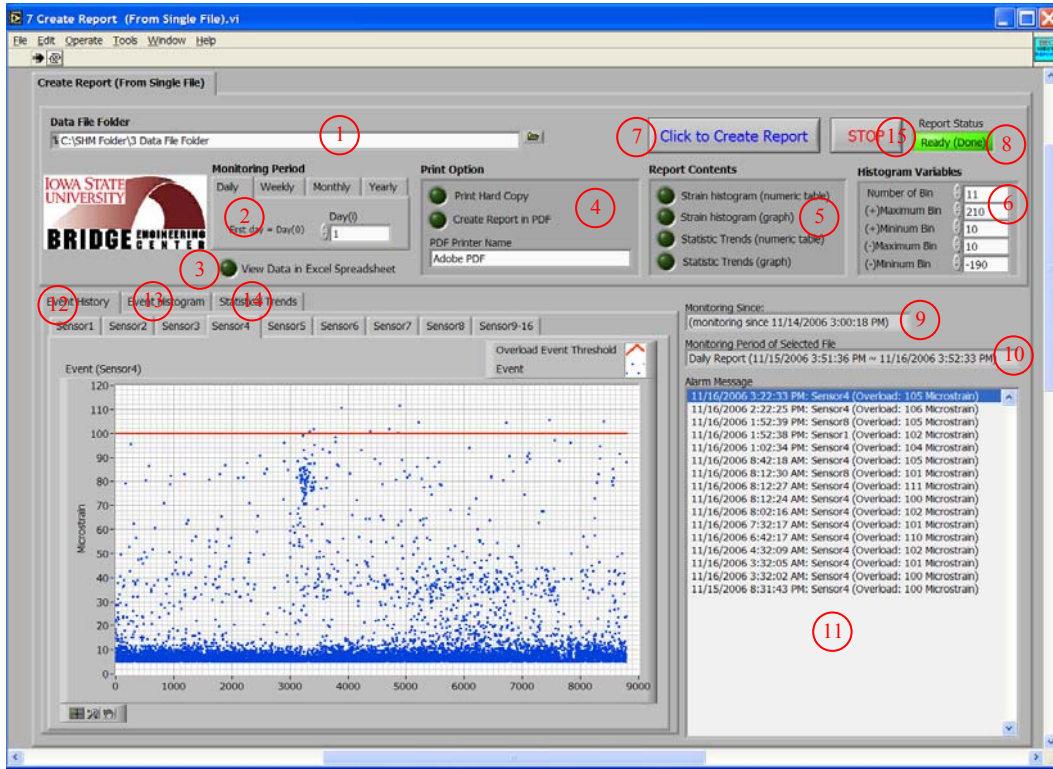 7 Create Report (From Single File).vi
File Edit Operate Tools Window Help
Create Report (From Single File)
Data File Folder
C:\SHM Folder\3 Data File Folder
1
7
Click to Create Report
STOP
15
Report Status
Ready (Done)
8
IOWA STATE
UNIVERSITY
BRIDGE ENGINEERING
CENTER
Monitoring Period
Daily Weekly Monthly Yearly
2
First day = Day(0)
Day(i)
1
3
View Data in Excel Spreadsheet
Print Option
Print Hard Copy
Create Report in PDF
4
PDF Printer Name
Adobe PDF
Report Contents
Strain histogram (numeric table)
Strain histogram (graph)
5
Statistic Trends (numeric table)
Statistic Trends (graph)
Histogram Variables
Number of Bin 11
(+)Maximum Bin 210
6
(+)Mininum Bin 10
(-)Maximum Bin 10
(-)Mininum Bin -190
Event History Event Histogram Statistical Trends
12 13 14
Sensor1 Sensor2 Sensor3 Sensor4 Sensor5 Sensor6 Sensor7 Sensor8 Sensor9-16
Overload Event Threshold
Event
Event (Sensor4)
Microstrain
120
110
100
90
80
70
60
50
40
30
20
10
0
0 1000 2000 3000 4000 5000 6000 7000 8000 9000
Monitoring Since:
(monitoring since 11/14/2006 3:00:18 PM)
9
Monitoring Period of Selected File
Daily Report (11/15/2006 3:51:36 PM ~ 11/16/2006 3:52:33 PM)
10
Alarm Message
11/16/2006 3:22:33 PM: Sensor4 (Overload: 105 Microstrain)
11/16/2006 2:22:25 PM: Sensor4 (Overload: 106 Microstrain)
11/16/2006 1:52:39 PM: Sensor8 (Overload: 105 Microstrain)
11/16/2006 1:52:38 PM: Sensor1 (Overload: 102 Microstrain)
11/16/2006 1:02:34 PM: Sensor4 (Overload: 104 Microstrain)
11/16/2006 8:42:18 AM: Sensor4 (Overload: 105 Microstrain)
11/16/2006 8:12:30 AM: Sensor8 (Overload: 101 Microstrain)
11/16/2006 8:12:27 AM: Sensor4 (Overload: 111 Microstrain)
11/16/2006 8:12:24 AM: Sensor4 (Overload: 100 Microstrain)
11/16/2006 8:02:16 AM: Sensor4 (Overload: 102 Microstrain)
11/16/2006 7:32:17 AM: Sensor4 (Overload: 101 Microstrain)
11/16/2006 6:42:17 AM: Sensor4 (Overload: 110 Microstrain)
11/16/2006 4:32:09 AM: Sensor4 (Overload: 102 Microstrain)
11/16/2006 3:32:05 AM: Sensor4 (Overload: 101 Microstrain)
11/16/2006 3:32:02 AM: Sensor4 (Overload: 100 Microstrain)
11/15/2006 8:31:43 PM: Sensor4 (Overload: 100 Microstrain)
11